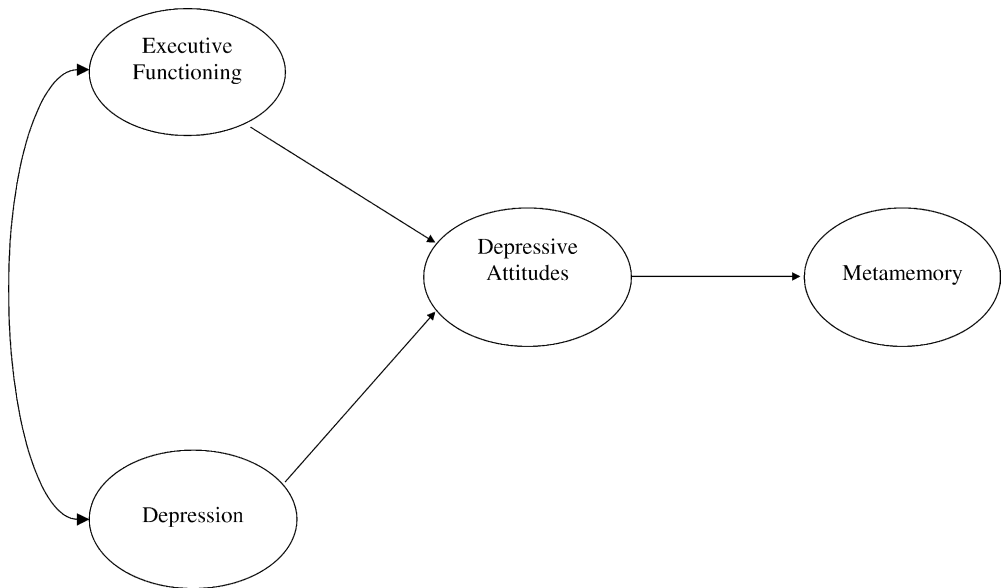 Executive
Functioning
Depressive
Attitudes
Metamemory
Depression